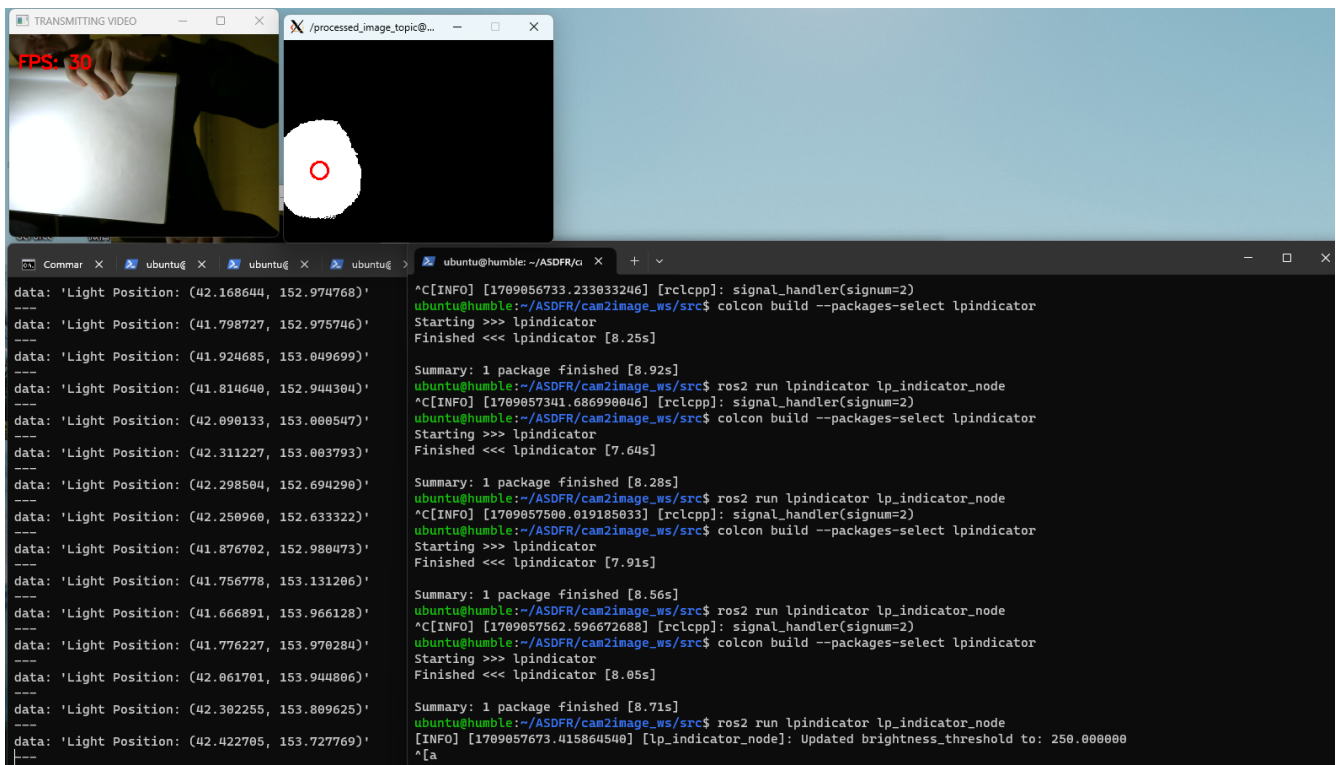 TRANSMITTING VIDEO
FPS: 30
/processed_image_topic@...
Commar
ubuntu@
ubuntu@
ubuntu@
data: 'Light Position: (42.168644, 152.974768)'
---
data: 'Light Position: (41.798727, 152.975746)'
---
data: 'Light Position: (41.924685, 153.049699)'
---
data: 'Light Position: (41.814640, 152.944304)'
---
data: 'Light Position: (42.090133, 153.000547)'
---
data: 'Light Position: (42.311227, 153.003793)'
---
data: 'Light Position: (42.298504, 152.694290)'
---
data: 'Light Position: (42.250960, 152.633322)'
---
data: 'Light Position: (41.876702, 152.980473)'
---
data: 'Light Position: (41.756778, 153.131206)'
---
data: 'Light Position: (41.666891, 153.966128)'
---
data: 'Light Position: (41.776227, 153.970284)'
---
data: 'Light Position: (42.061701, 153.944806)'
---
data: 'Light Position: (42.302255, 153.809625)'
---
data: 'Light Position: (42.422705, 153.727769)'
---
ubuntu@humble: ~/ASDFR/ca
^C[INFO] [1709056733.233033246] [rclcpp]: signal_handler(signum=2)
ubuntu@humble:~/ASDFR/cam2image_ws/src$ colcon build --packages-select lpindicator
Starting >>> lpindicator
Finished <<< lpindicator [8.25s]
Summary: 1 package finished [8.92s]
ubuntu@humble:~/ASDFR/cam2image_ws/src$ ros2 run lpindicator lp_indicator_node
^C[INFO] [1709057341.686990046] [rclcpp]: signal_handler(signum=2)
ubuntu@humble:~/ASDFR/cam2image_ws/src$ colcon build --packages-select lpindicator
Starting >>> lpindicator
Finished <<< lpindicator [7.64s]
Summary: 1 package finished [8.28s]
ubuntu@humble:~/ASDFR/cam2image_ws/src$ ros2 run lpindicator lp_indicator_node
^C[INFO] [1709057500.019185033] [rclcpp]: signal_handler(signum=2)
ubuntu@humble:~/ASDFR/cam2image_ws/src$ colcon build --packages-select lpindicator
Starting >>> lpindicator
Finished <<< lpindicator [7.91s]
Summary: 1 package finished [8.56s]
ubuntu@humble:~/ASDFR/cam2image_ws/src$ ros2 run lpindicator lp_indicator_node
^C[INFO] [1709057562.596672688] [rclcpp]: signal_handler(signum=2)
ubuntu@humble:~/ASDFR/cam2image_ws/src$ colcon build --packages-select lpindicator
Starting >>> lpindicator
Finished <<< lpindicator [8.05s]
Summary: 1 package finished [8.71s]
ubuntu@humble:~/ASDFR/cam2image_ws/src$ ros2 run lpindicator lp_indicator_node
[INFO] [1709057673.415864540] [lp_indicator_node]: Updated brightness_threshold to: 250.000000
^[a